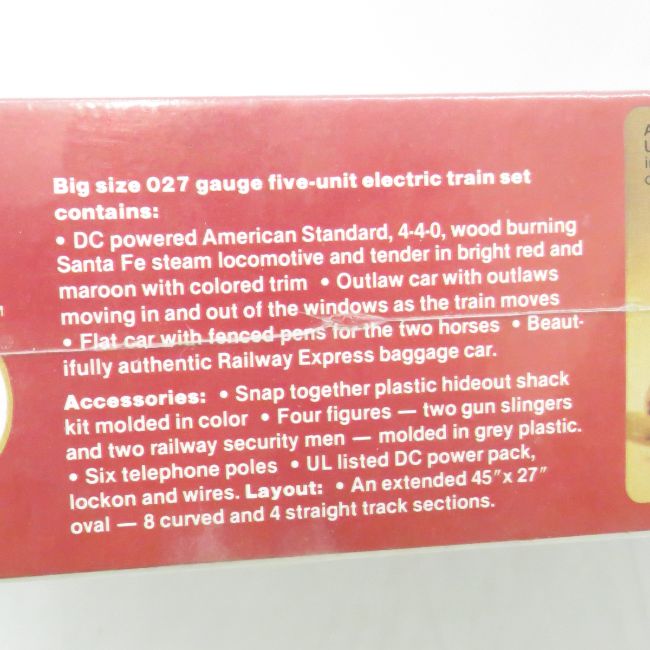 Big size 027 gauge five-unit electric train set
contains:
• DC powered American Standard, 4-4-0, wood burning
Santa Fe steam locomotive and tender in bright red and
maroon with colored trim • Outlaw car with outlaws
moving in and out of the windows as the train moves
• Flat car with fenced pens for the two horses • Beaut-
ifully authentic Railway Express baggage car.
Accessories: • Snap together plastic hideout shack
kit molded in color • Four figures — two gun slingers
and two railway security men — molded in grey plastic.
• Six telephone poles • UL listed DC power pack,
lockon and wires. Layout: • An extended 45″x 27″
oval — 8 curved and 4 straight track sections.